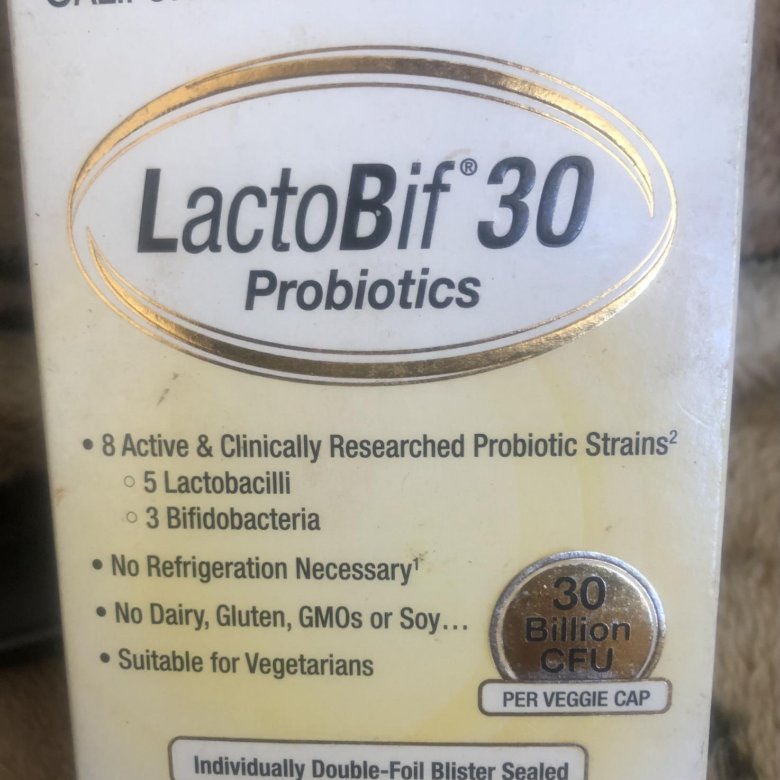 LactoBif® 30
Probiotics
• 8 Active & Clinically Researched Probiotic Strains²
○ 5 Lactobacilli
○ 3 Bifidobacteria
• No Refrigeration Necessary¹
• No Dairy, Gluten, GMOs or Soy...
• Suitable for Vegetarians
30
Billion
CFU
PER VEGGIE CAP
Individually Double-Foil Blister Sealed